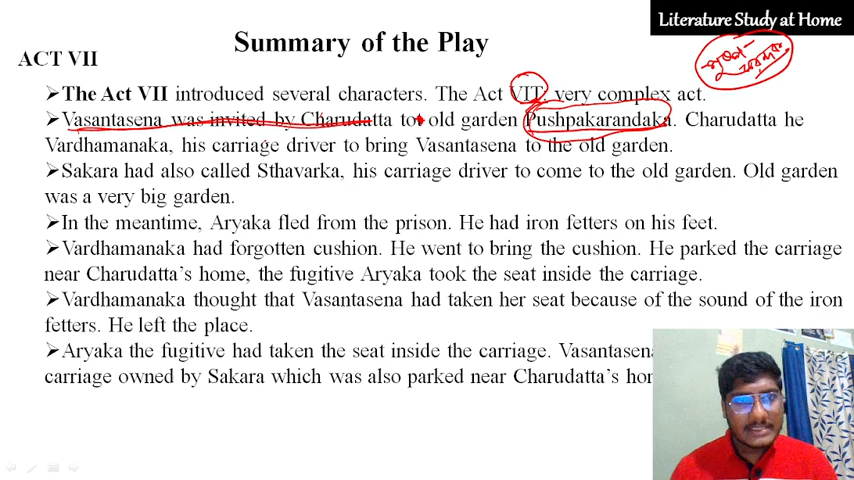 Literature Study at Home
Summary of the Play
ACT VII
➢The Act VII introduced several characters. The Act VIT, very complex act.
➢Vasantasena was invited by Charudatta to old garden Pushpakarandaka. Charudatta he
Vardhamanaka, his carriage driver to bring Vasantasena to the old garden.
➢Sakara had also called Sthavarka, his carriage driver to come to the old garden. Old garden
was a very big garden.
➢In the meantime, Aryaka fled from the prison. He had iron fetters on his feet.
➢Vardhamanaka had forgotten cushion. He went to bring the cushion. He parked the carriage
near Charudatta's home, the fugitive Aryaka took the seat inside the carriage.
➢Vardhamanaka thought that Vasantasena had taken her seat because of the sound of the iron
fetters. He left the place.
➢Aryaka the fugitive had taken the seat inside the carriage. Vasantasena
carriage owned by Sakara which was also parked near Charudatta's